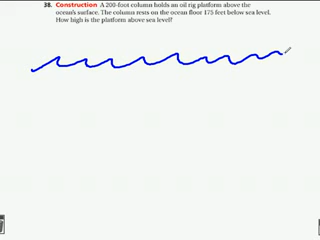 38. Construction A 200-foot column holds an oil rig platform above the
ocean's surface. The column rests on the ocean floor 175 feet below sea level.
How high is the platform above sea level?